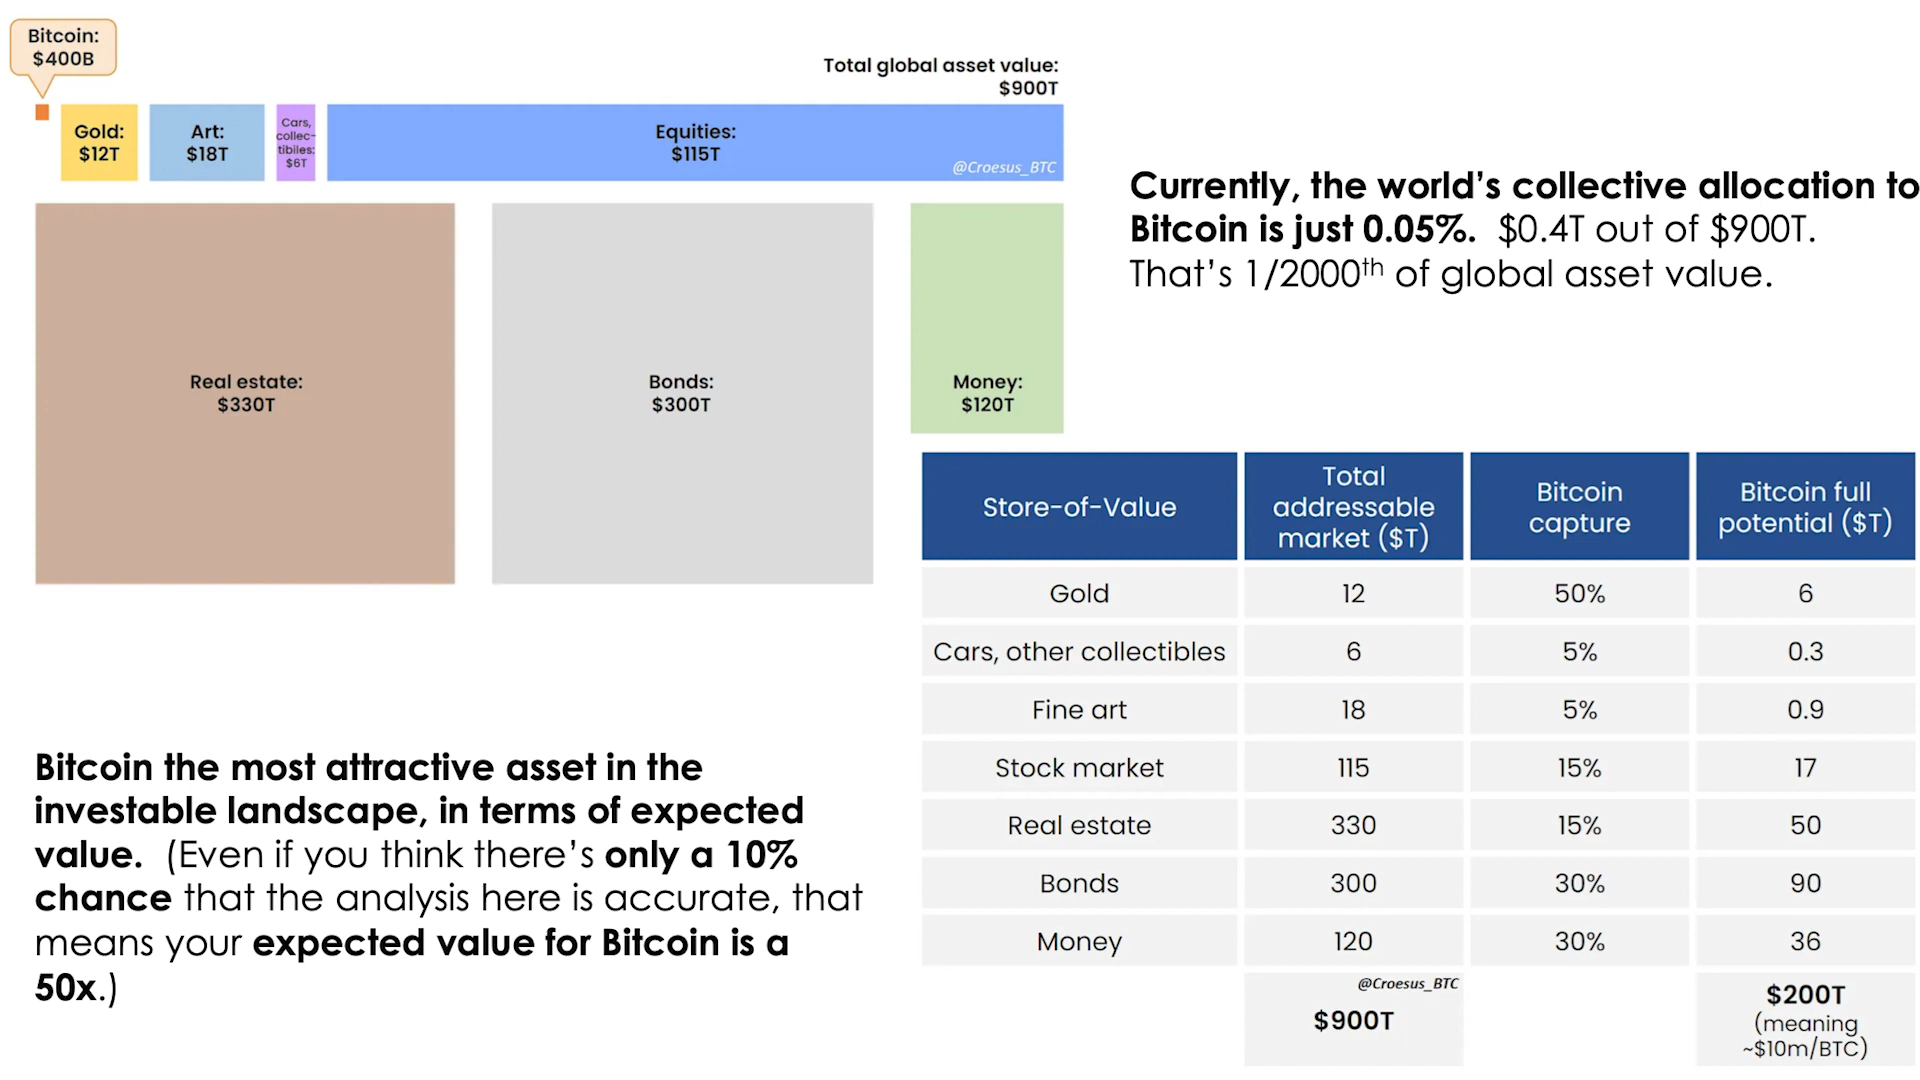 Bitcoin:
$400B
Total global asset value:
$900T
Gold:
$12T
Art:
$18T
Cars,
collec-
tibiles:
$6T
Equities:
$115T
@Croesus_BTC
Real estate:
$330T
Bonds:
$300T
Money:
$120T
Currently, the world's collective allocation to
Bitcoin is just 0.05%. $0.4T out of $900T.
That's 1/2000th of global asset value.
Bitcoin the most attractive asset in the
investable landscape, in terms of expected
value. (Even if you think there's only a 10%
chance that the analysis here is accurate, that
means your expected value for Bitcoin is a
50x.)
Store-of-Value
Total
addressable
market ($T)
Bitcoin
capture
Bitcoin full
potential ($T)
Gold 12 50% 6
Cars, other collectibles 6 5% 0.3
Fine art 18 5% 0.9
Stock market 115 15% 17
Real estate 330 15% 50
Bonds 300 30% 90
Money 120 30% 36
@Croesus_BTC
$900T
$200T
(meaning
~$10m/BTC)